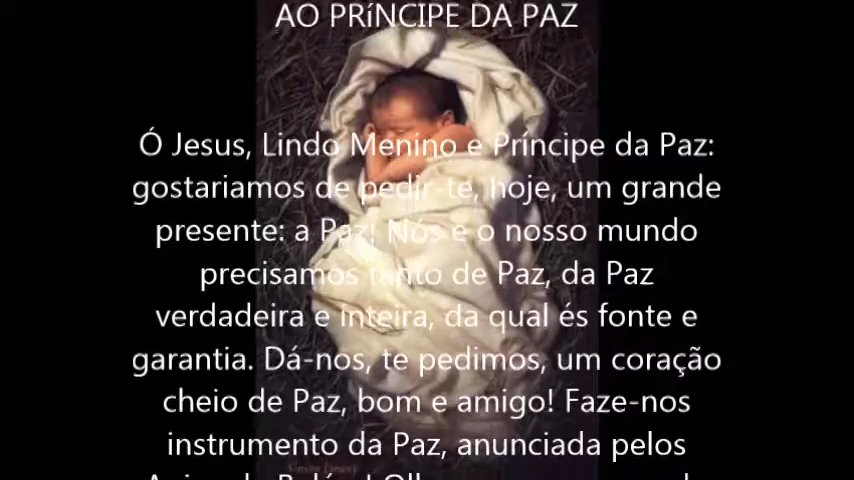 AO PRíNCIPE DA PAZ
Ó Jesus, Lindo Menino e Príncipe da Paz:
gostariamos de pedir-te, hoje, um grande
presente: a Paz! Nós e o nosso mundo
precisamos tanto de Paz, da Paz
verdadeira e inteira, da qual és fonte e
garantia. Dá-nos, te pedimos, um coração
cheio de Paz, bom e amigo! Faze-nos
instrumento da Paz, anunciada pelos